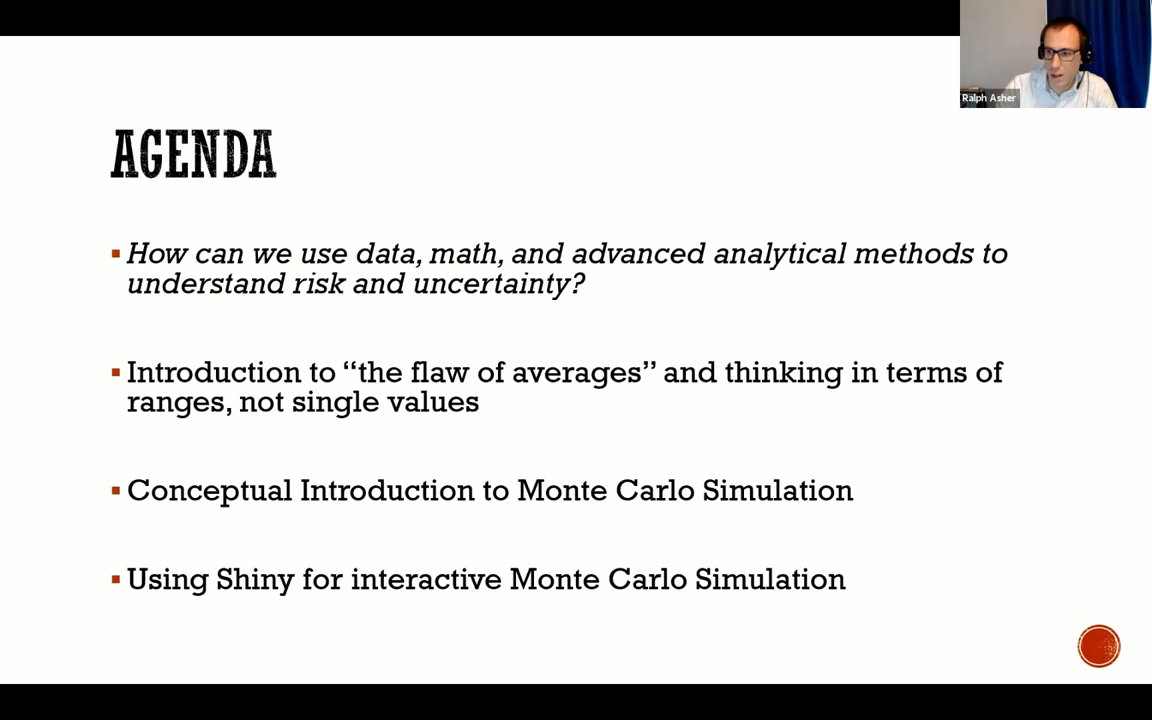 Ralph Asher
AGENDA
▪ How can we use data, math, and advanced analytical methods to
understand risk and uncertainty?
▪ Introduction to “the flaw of averages” and thinking in terms of
ranges, not single values
▪ Conceptual Introduction to Monte Carlo Simulation
▪ Using Shiny for interactive Monte Carlo Simulation